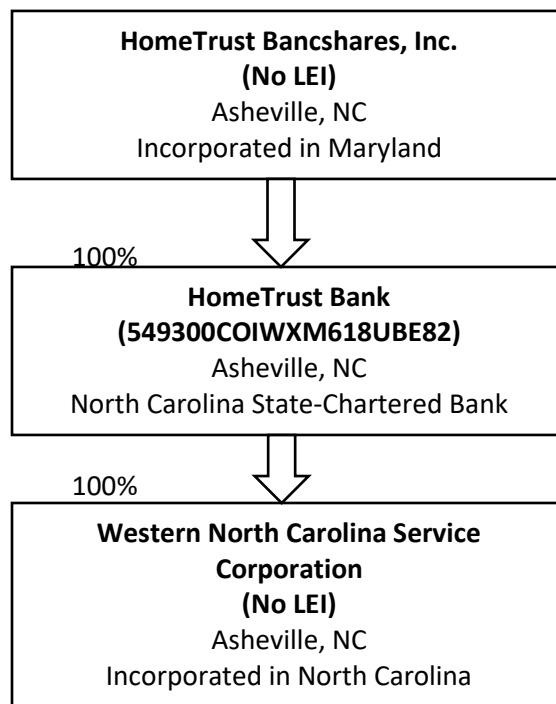 HomeTrust Bancshares, Inc.
(No LEI)
Asheville, NC
Incorporated in Maryland
100%
HomeTrust Bank
(549300COIWXM618UBE82)
Asheville, NC
North Carolina State-Chartered Bank
100%
Western North Carolina Service
Corporation
(No LEI)
Asheville, NC
Incorporated in North Carolina